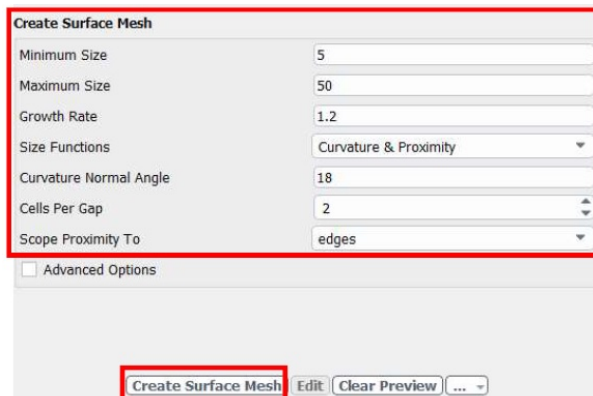 Create Surface Mesh
Minimum Size 5
Maximum Size 50
Growth Rate 1.2
Size Functions Curvature & Proximity
Curvature Normal Angle 18
Cells Per Gap 2
Scope Proximity To edges
Advanced Options
Create Surface Mesh Edit Clear Preview ...